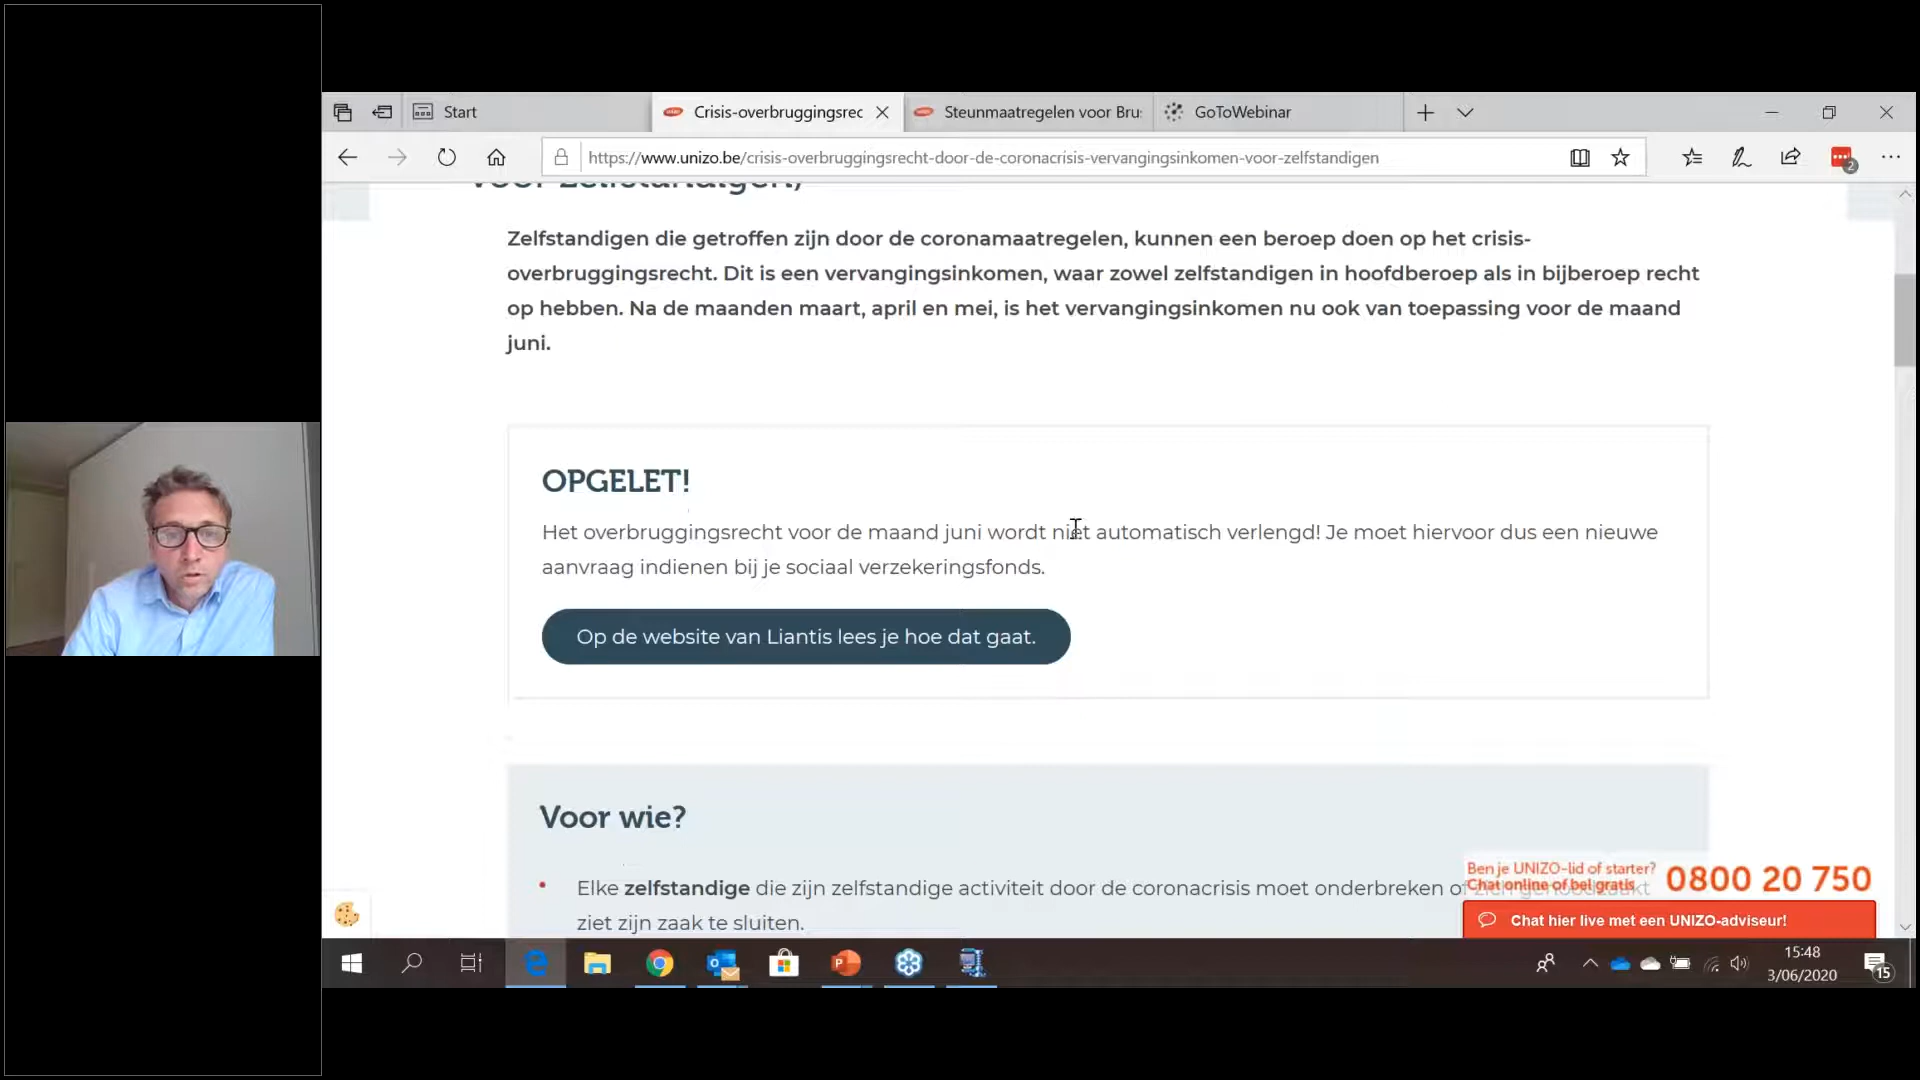 Start
Crisis-overbruggingsrec
Steunmaatregelen voor Bru
GoToWebinar
https://www.unizo.be/crisis-overbruggingsrecht-door-de-coronacrisis-vervangingsinkomen-voor-zelfstandigen
2
voor zelfstandigen)
Zelfstandigen die getroffen zijn door de coronamaatregelen, kunnen een beroep doen op het crisis-
overbruggingsrecht. Dit is een vervangingsinkomen, waar zowel zelfstandigen in hoofdberoep als in bijberoep recht
op hebben. Na de maanden maart, april en mei, is het vervangingsinkomen nu ook van toepassing voor de maand
juni.
OPGELET!
Het overbruggingsrecht voor de maand juni wordt niet automatisch verlengd! Je moet hiervoor dus een nieuwe
aanvraag indienen bij je sociaal verzekeringsfonds.
Op de website van Liantis lees je hoe dat gaat.
Voor wie?
Elke zelfstandige die zijn zelfstandige activiteit door de coronacrisis moet onderbreken of zich genoodzaakt
ziet zijn zaak te sluiten.
Ben je UNIZO-lid of starter?
Chat online of bel gratis
0800 20 750
Chat hier live met een UNIZO-adviseur!
15:48
3/06/2020
15